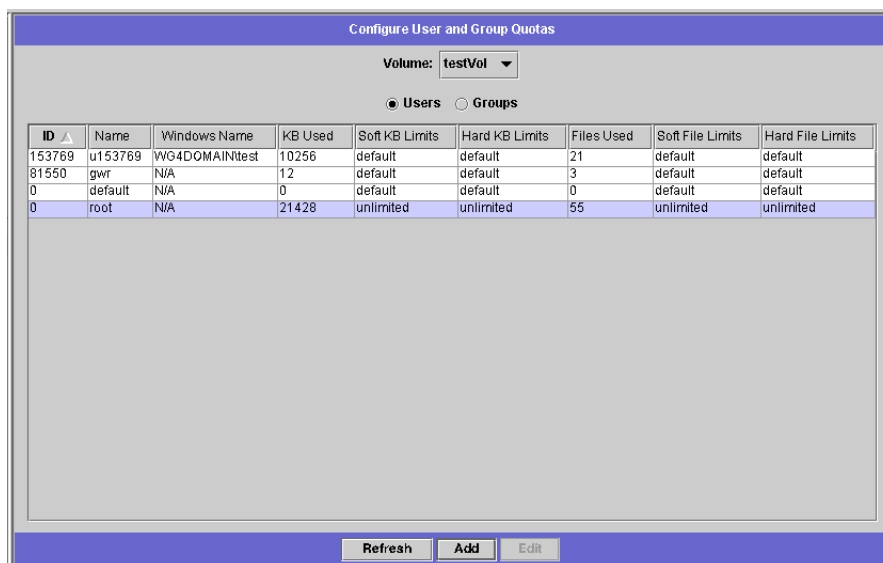 Configure User and Group Quotas
Volume: testVol
Users Groups
ID Name Windows Name KB Used Soft KB Limits Hard KB Limits Files Used Soft File Limits Hard File Limits
153769 u153769 WG4DOMAIN\test 10256 default default 21 default default
81550 gwr N/A 12 default default 3 default default
0 default N/A 0 default default 0 default default
0 root N/A 21428 unlimited unlimited 55 unlimited unlimited
Refresh Add Edit